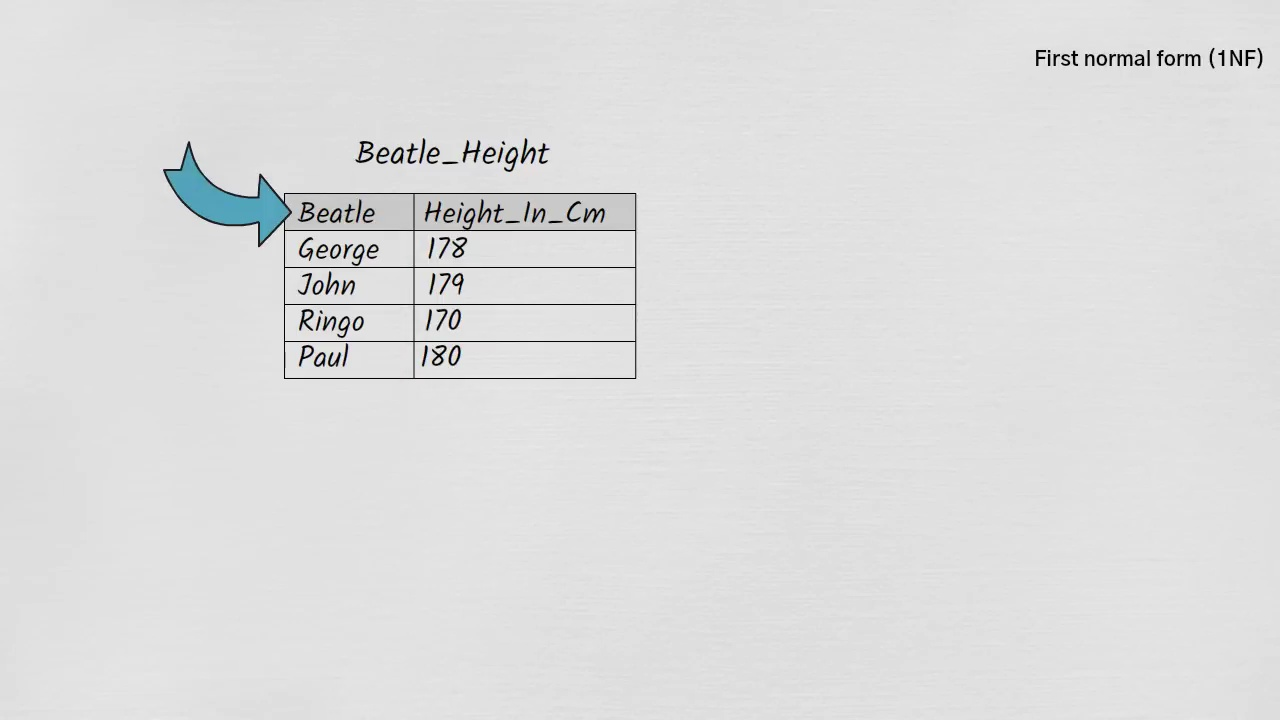 First normal form (1NF)
Beatle_Height
Beatle Height_In_Cm
George 178
John 179
Ringo 170
Paul 180